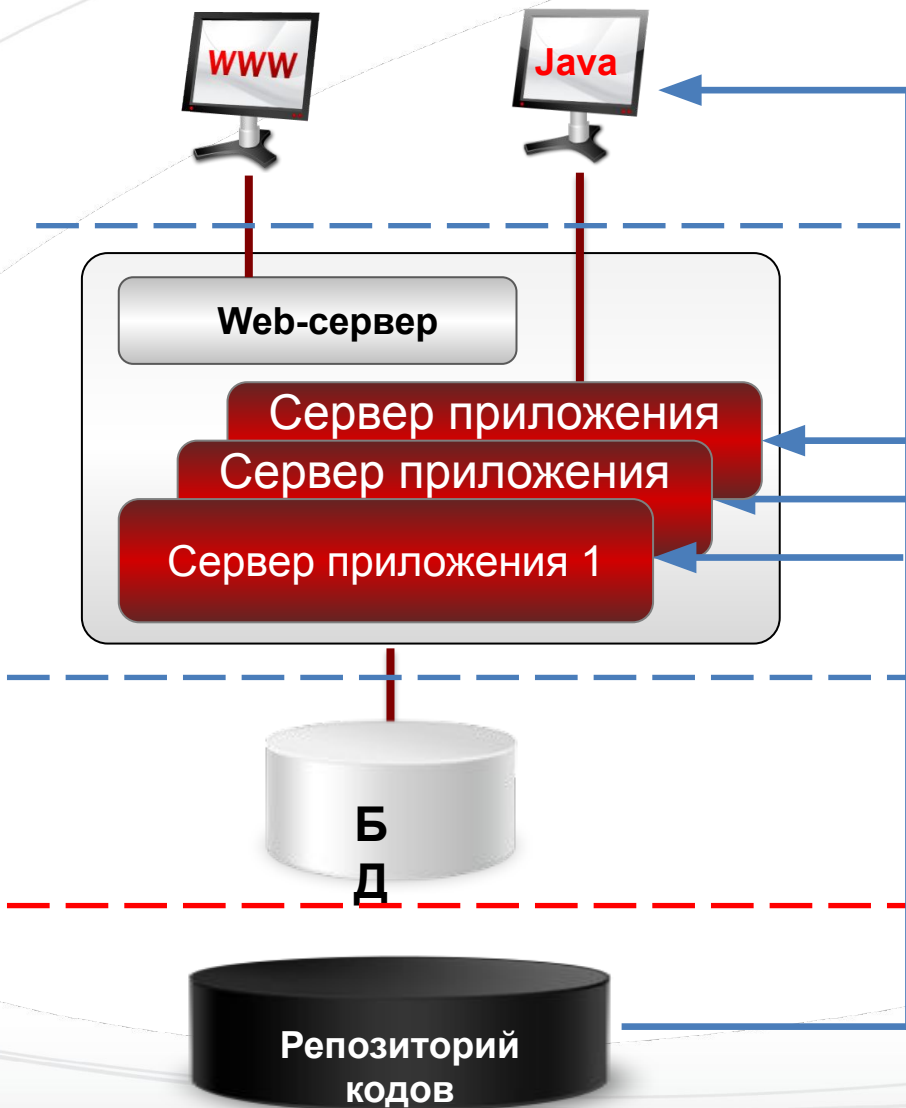 WWW
Java
Web-сервер
Сервер приложения
Сервер приложения
Сервер приложения 1
Б
Д
Репозиторий
кодов